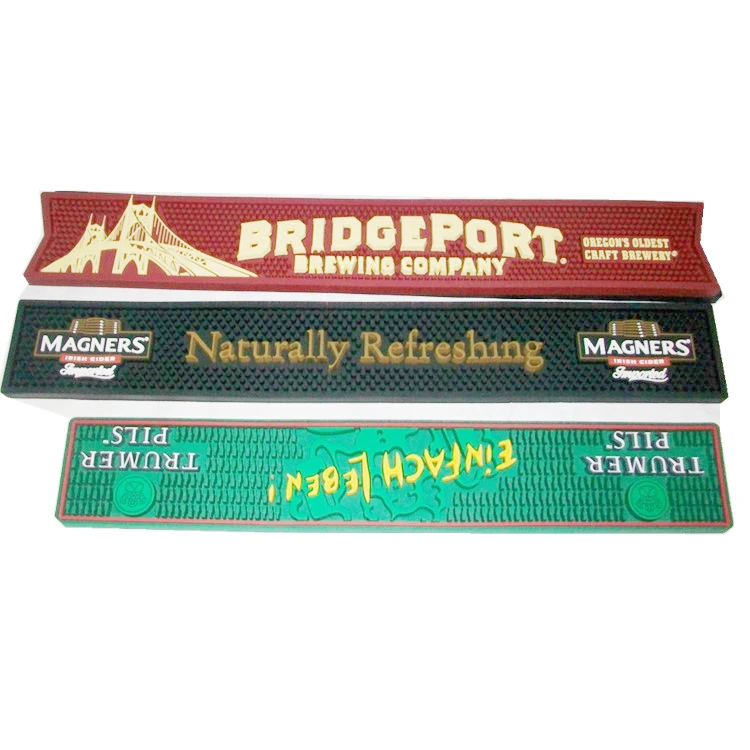 BRIDGEPORT.
BREWING COMPANY
OREGON'S OLDEST
CRAFT BREWERY®
MAGNERS®
IRISH CIDER
Imported
Naturally Refreshing
MAGNERS®
IRISH CIDER
Imported
TRUMER
PILS
EINFACH LEBEN!
TRUMER
PILS